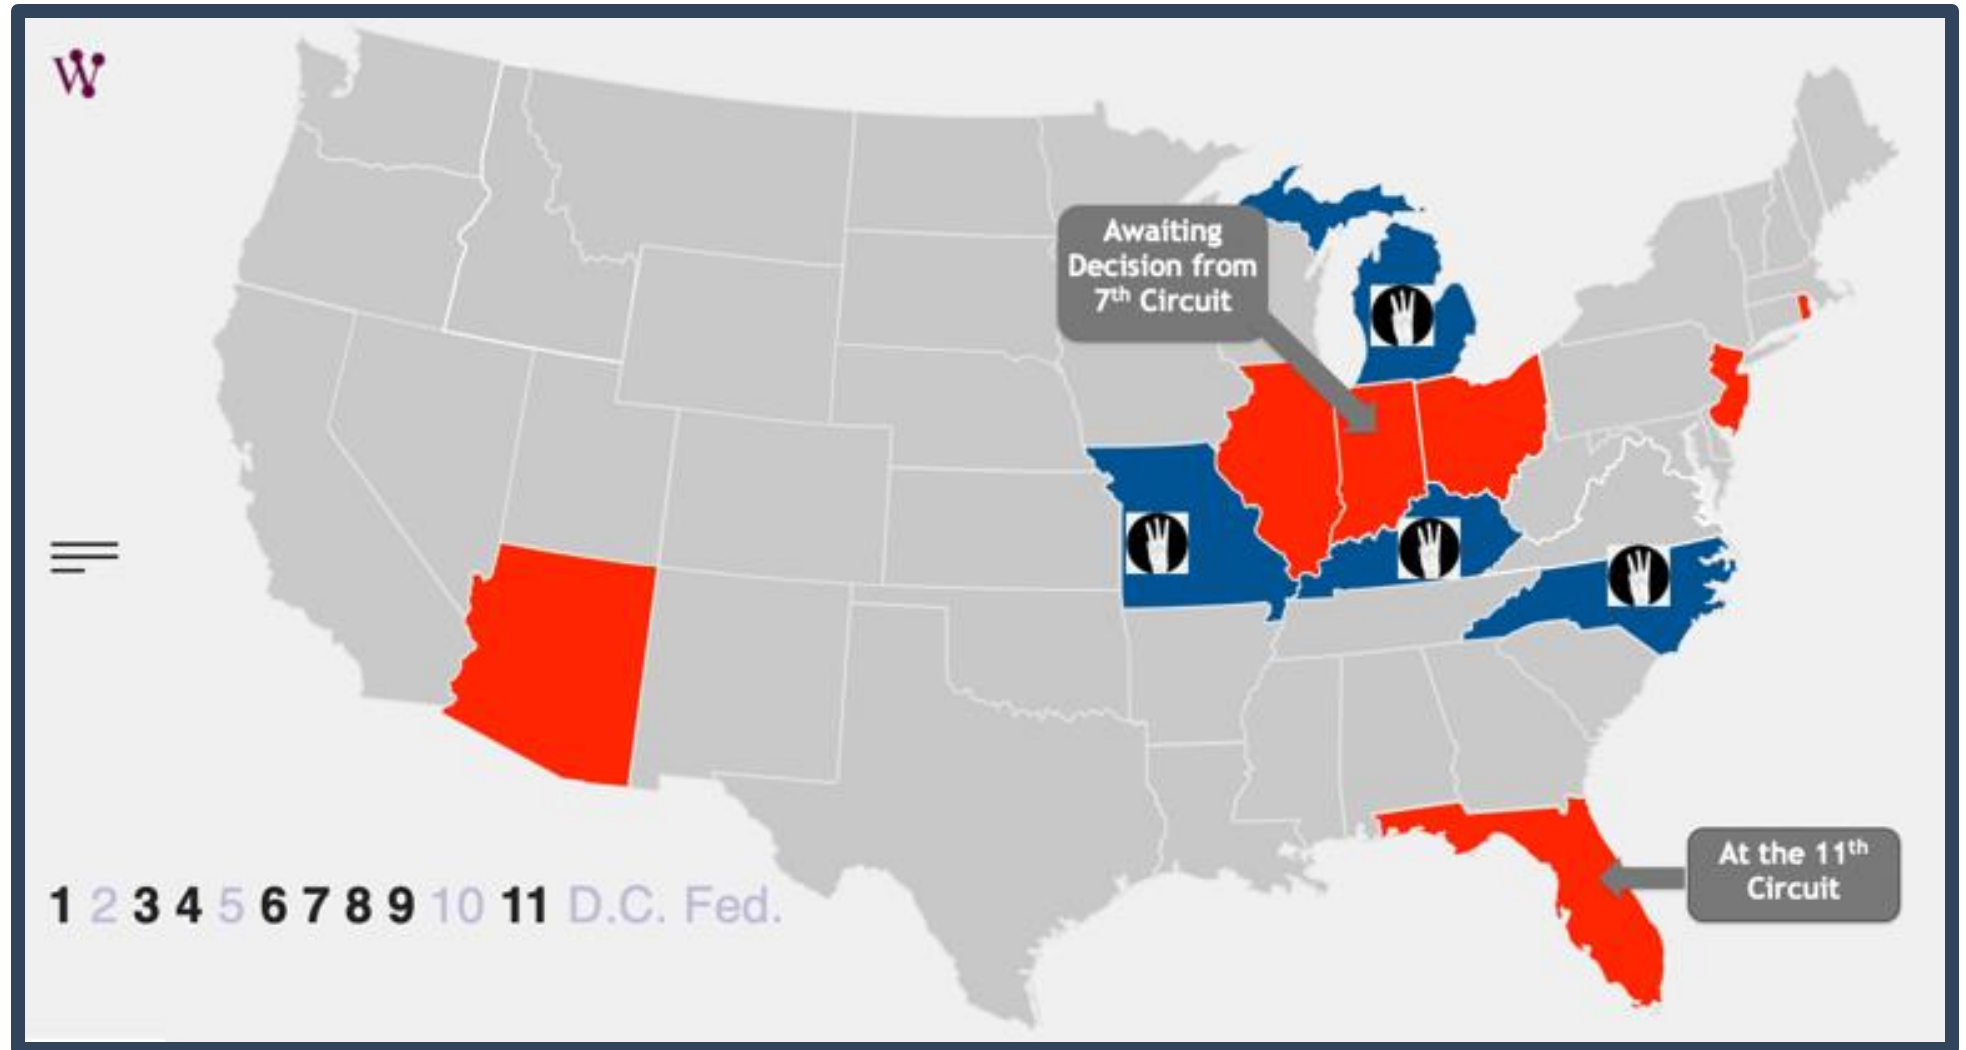 W
Awaiting
Decision from
7th Circuit
At the 11th
Circuit
1 2 3 4 5 6 7 8 9 10 11 D.C. Fed.